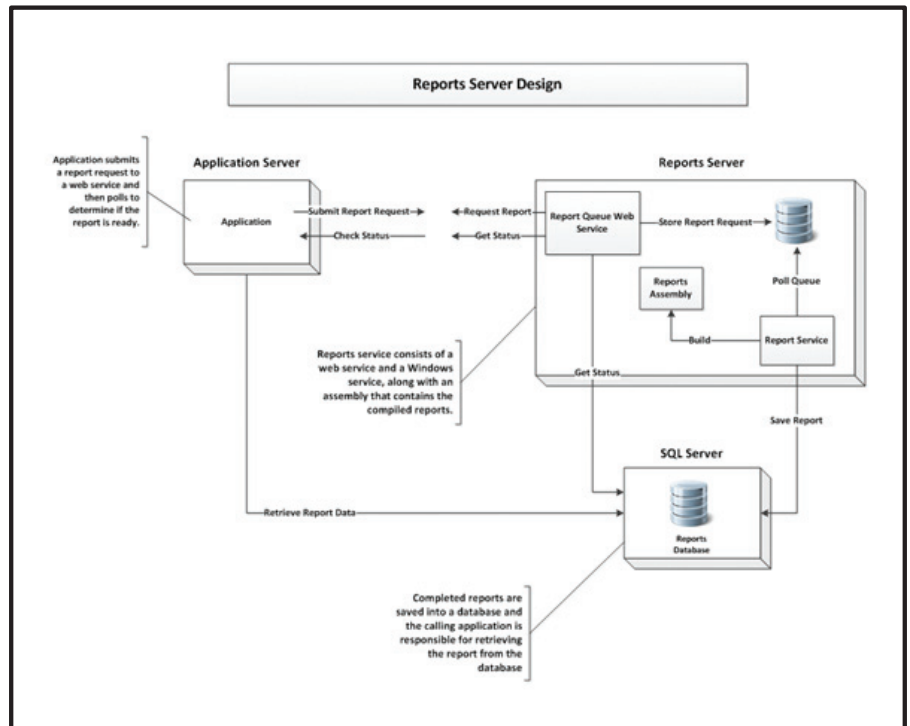 Reports Server Design
Application submits
a report request to
a web service and
then polls to
determine if the
report is ready.
Application Server
Application
Submit Report Request
Check Status
Reports Server
Request Report
Get Status
Report Queue Web
Service
Store Report Request
Poll Queue
Reports
Assembly
Build
Report Service
Reports service consists of a
web service and a Windows
service, along with an
assembly that contains the
compiled reports.
Get Status
Save Report
SQL Server
Reports
Database
Retrieve Report Data
Completed reports are
saved into a database and
the calling application is
responsible for retrieving
the report from the
database